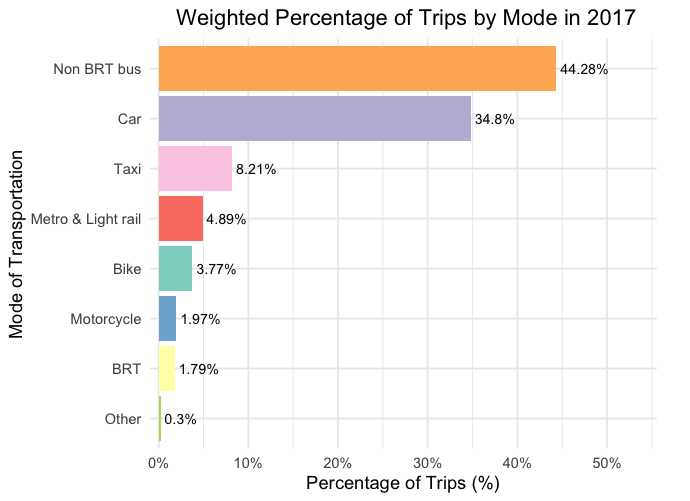 Weighted Percentage of Trips by Mode in 2017
Mode of Transportation
Non BRT bus
44.28%
Car
34.8%
Taxi
8.21%
Metro & Light rail
4.89%
Bike
3.77%
Motorcycle
1.97%
BRT
1.79%
Other
0.3%
0% 10% 20% 30% 40% 50%
Percentage of Trips (%)